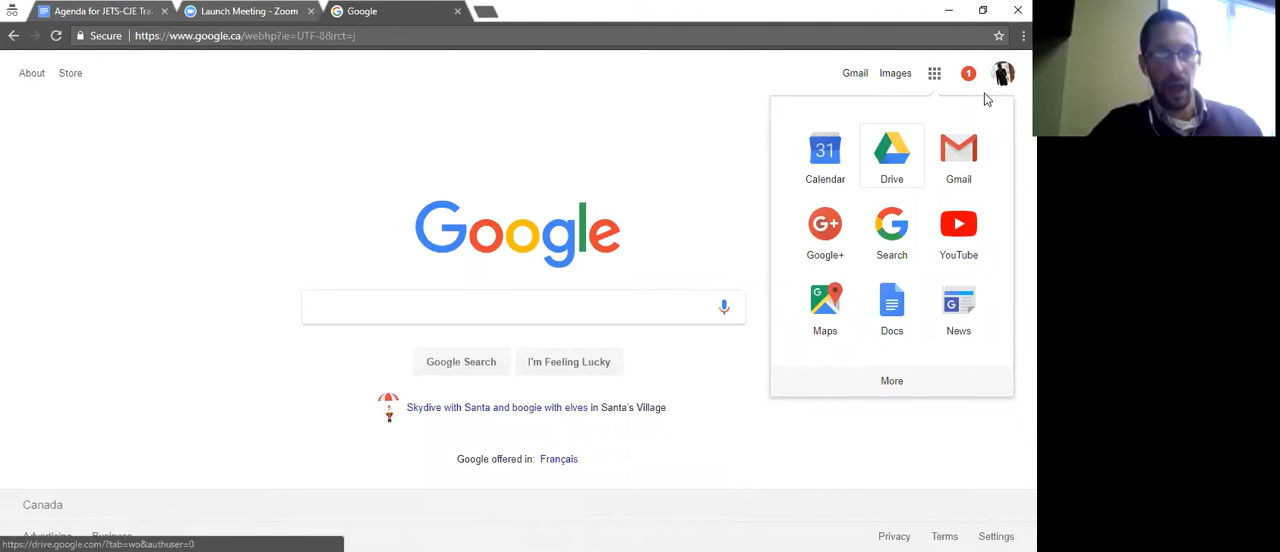 Agenda for JETS-CJE Tra
Launch Meeting - Zoom
Google
Secure
https://www.google.ca/webhp?ie=UTF-8&rct=j
About
Store
Gmail
Images
1
31
Calendar
Drive
Gmail
G+
Google+
Search
YouTube
G
Maps
Docs
G
News
More
Google
Google Search
I'm Feeling Lucky
Skydive with Santa and boogie with elves in Santa's Village
Google offered in: Français
Canada
Advertising
Business
Privacy
Terms
Settings
https://drive.google.com/?tab=wo&authuser=0